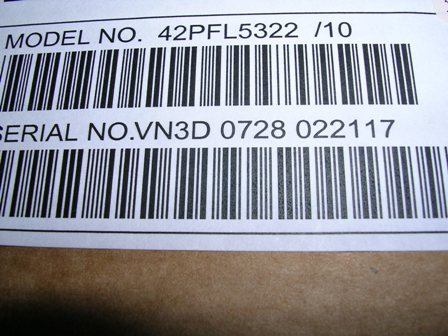 MODEL NO. 42PFL5322 /10
SERIAL NO.VN3D 0728 022117